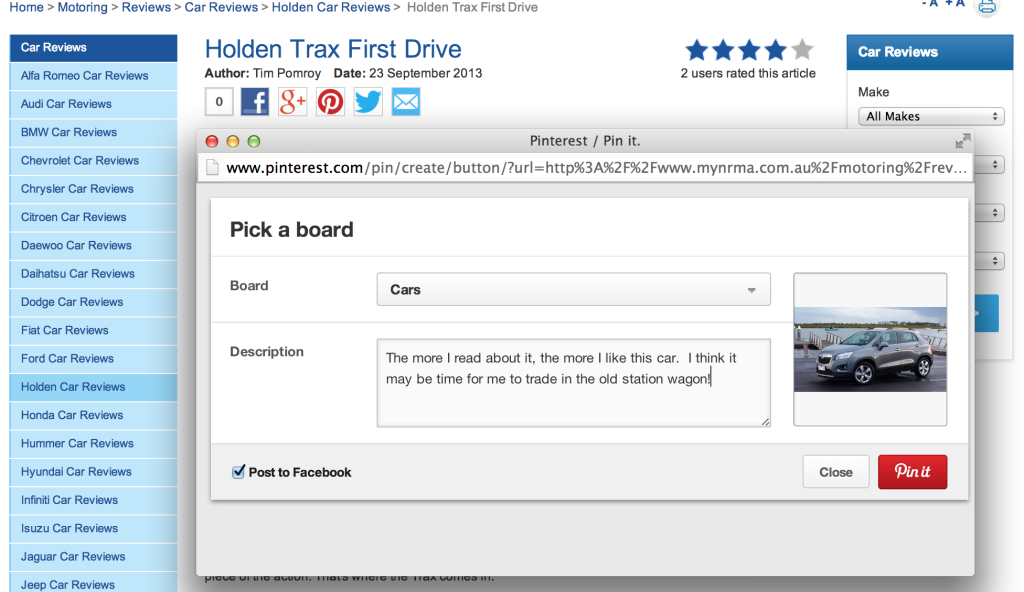 Home > Motoring > Reviews > Car Reviews > Holden Car Reviews > Holden Trax First Drive
- A + A
Car Reviews
Alfa Romeo Car Reviews
Audi Car Reviews
BMW Car Reviews
Chevrolet Car Reviews
Chrysler Car Reviews
Citroen Car Reviews
Daewoo Car Reviews
Daihatsu Car Reviews
Dodge Car Reviews
Fiat Car Reviews
Ford Car Reviews
Holden Car Reviews
Honda Car Reviews
Hummer Car Reviews
Hyundai Car Reviews
Infiniti Car Reviews
Isuzu Car Reviews
Jaguar Car Reviews
Jeep Car Reviews
Holden Trax First Drive
Author: Tim Pomroy Date: 23 September 2013
2 users rated this article
0
Car Reviews
Make
All Makes
Pinterest / Pin it.
www.pinterest.com/pin/create/button/?url=http%3A%2F%2Fwww.mynrma.com.au%2Fmotoring%2Frev...
Pick a board
Board
Cars
Description
The more I read about it, the more I like this car. I think it
may be time for me to trade in the old station wagon!
Post to Facebook
Close
Pin it
piece of the action. That's where the Trax comes in.